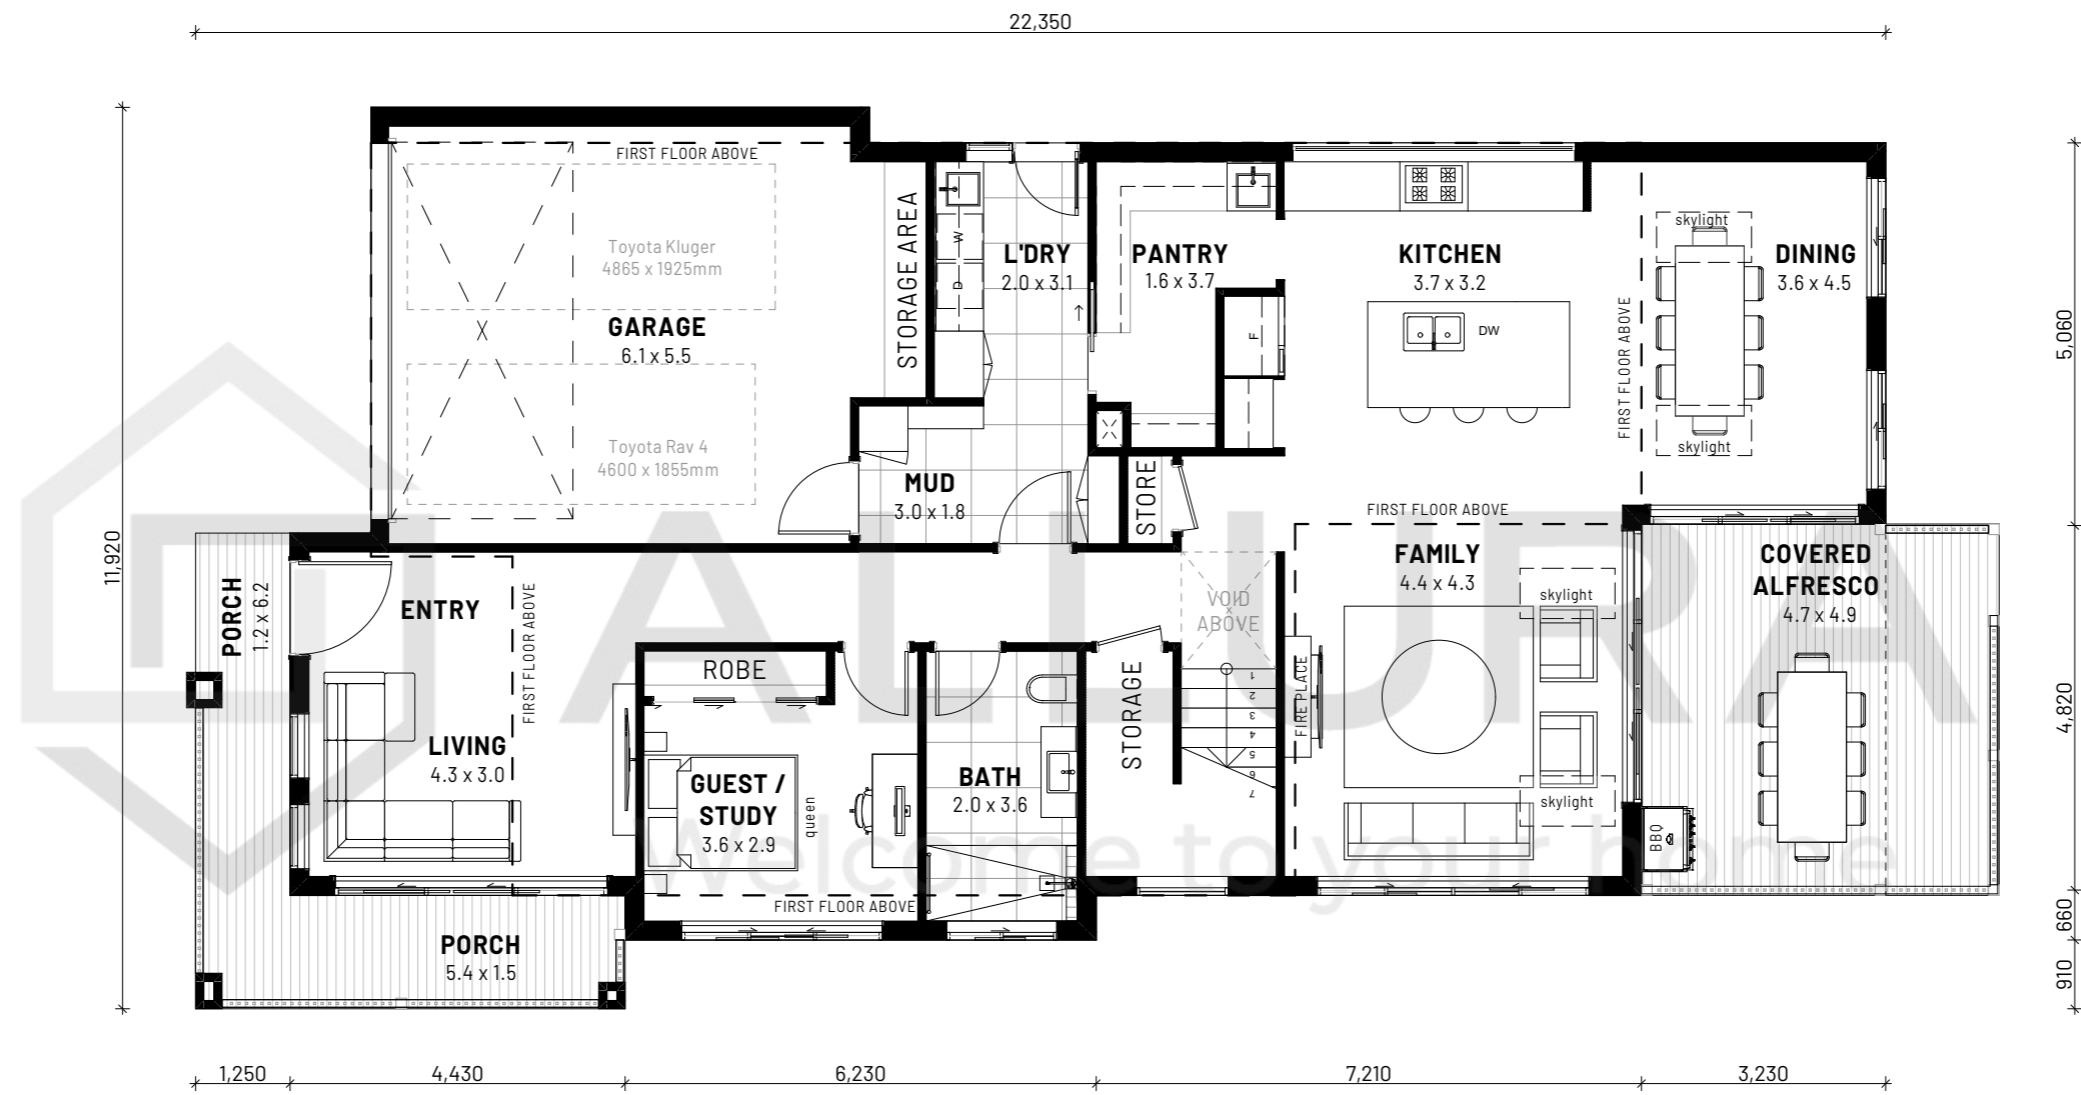 22,350
11,920
FIRST FLOOR ABOVE
Toyota Kluger
4865 x 1925mm
GARAGE
6.1 x 5.5
Toyota Rav 4
4600 x 1855mm
STORAGE AREA
W
D
L'DRY
2.0 x 3.1
PANTRY
1.6 x 3.7
F
KITCHEN
3.7 x 3.2
DW
FIRST FLOOR ABOVE
skylight
DINING
3.6 x 4.5
skylight
5,060
MUD
3.0 x 1.8
STORE
FIRST FLOOR ABOVE
ALLURA
Welcome to your home
PORCH
1.2 x 6.2
ENTRY
FIRST FLOOR ABOVE
LIVING
4.3 x 3.0
ROBE
GUEST /
STUDY
3.6 x 2.9
queen
FIRST FLOOR ABOVE
BATH
2.0 x 3.6
STORAGE
VOID
ABOVE
1
2
3
4
5
6
7
FIRE PLACE
FAMILY
4.4 x 4.3
skylight
skylight
COVERED
ALFRESCO
4.7 x 4.9
BBQ
4,820
660
910
PORCH
5.4 x 1.5
1,250
4,430
6,230
7,210
3,230